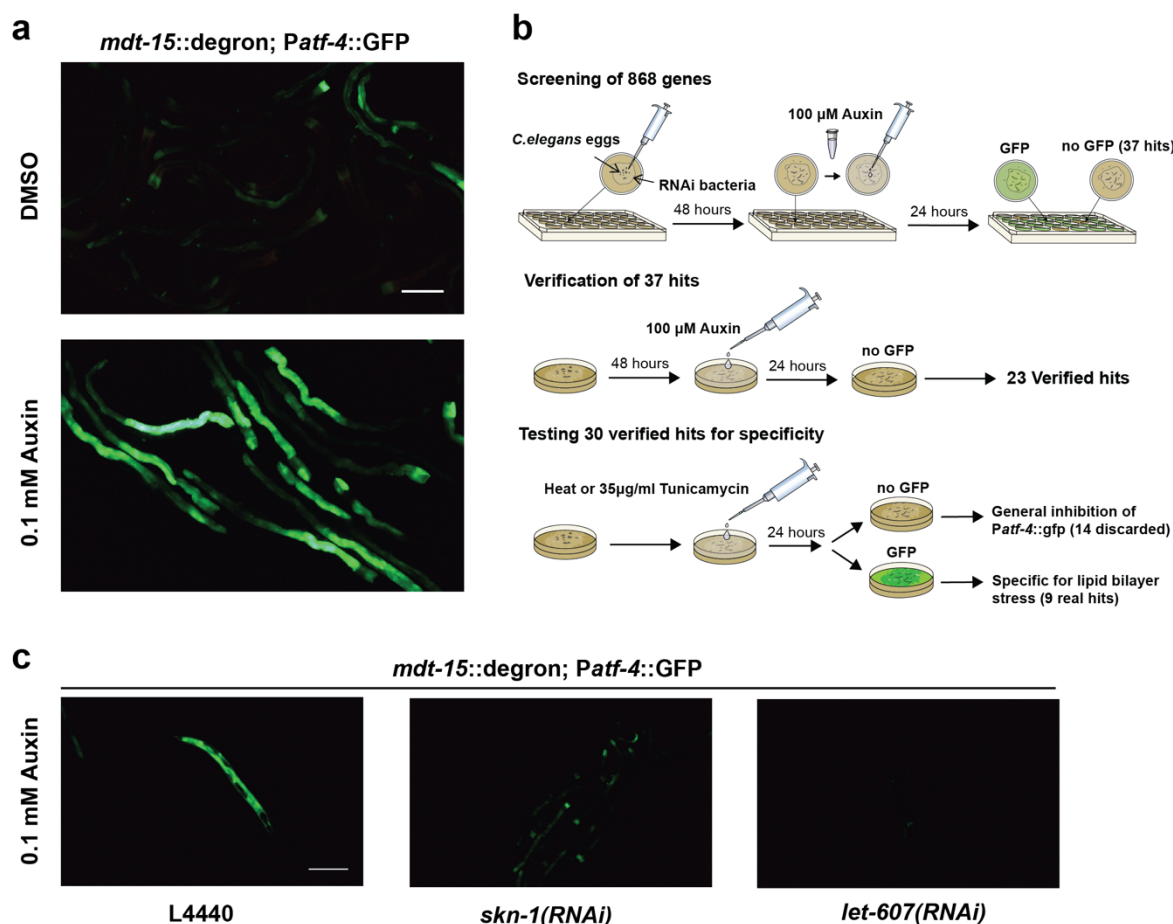 a
mdt-15::degron; Patf-4::GFP
DMSO
0.1 mM Auxin
b
Screening of 868 genes
C.elegans eggs
RNAi bacteria
48 hours
100 µM Auxin
24 hours
GFP
no GFP (37 hits)
Verification of 37 hits
48 hours
100 µM Auxin
24 hours
no GFP
23 Verified hits
Testing 30 verified hits for specificity
Heat or 35µg/ml Tunicamycin
24 hours
no GFP
General inhibition of
Patf-4::gfp (14 discarded)
GFP
Specific for lipid bilayer
stress (9 real hits)
c
mdt-15::degron; Patf-4::GFP
0.1 mM Auxin
L4440
skn-1(RNAi)
let-607(RNAi)